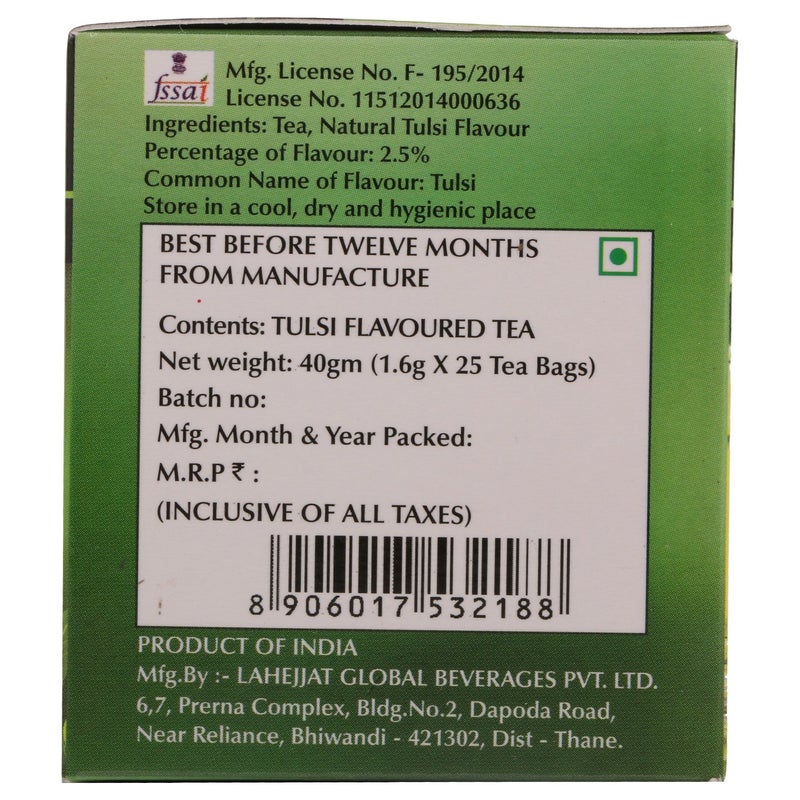 fssai
Mfg. License No. F- 195/2014
License No. 11512014000636
Ingredients: Tea, Natural Tulsi Flavour
Percentage of Flavour: 2.5%
Common Name of Flavour: Tulsi
Store in a cool, dry and hygienic place
BEST BEFORE TWELVE MONTHS
FROM MANUFACTURE
Contents: TULSI FLAVOURED TEA
Net weight: 40gm (1.6g X 25 Tea Bags)
Batch no:
Mfg. Month & Year Packed:
M.R.P ₹ :
(INCLUSIVE OF ALL TAXES)
8 906017 532188
PRODUCT OF INDIA
Mfg.By :- LAHEJJAT GLOBAL BEVERAGES PVT. LTD.
6,7, Prerna Complex, Bldg.No.2, Dapoda Road,
Near Reliance, Bhiwandi - 421302, Dist - Thane.